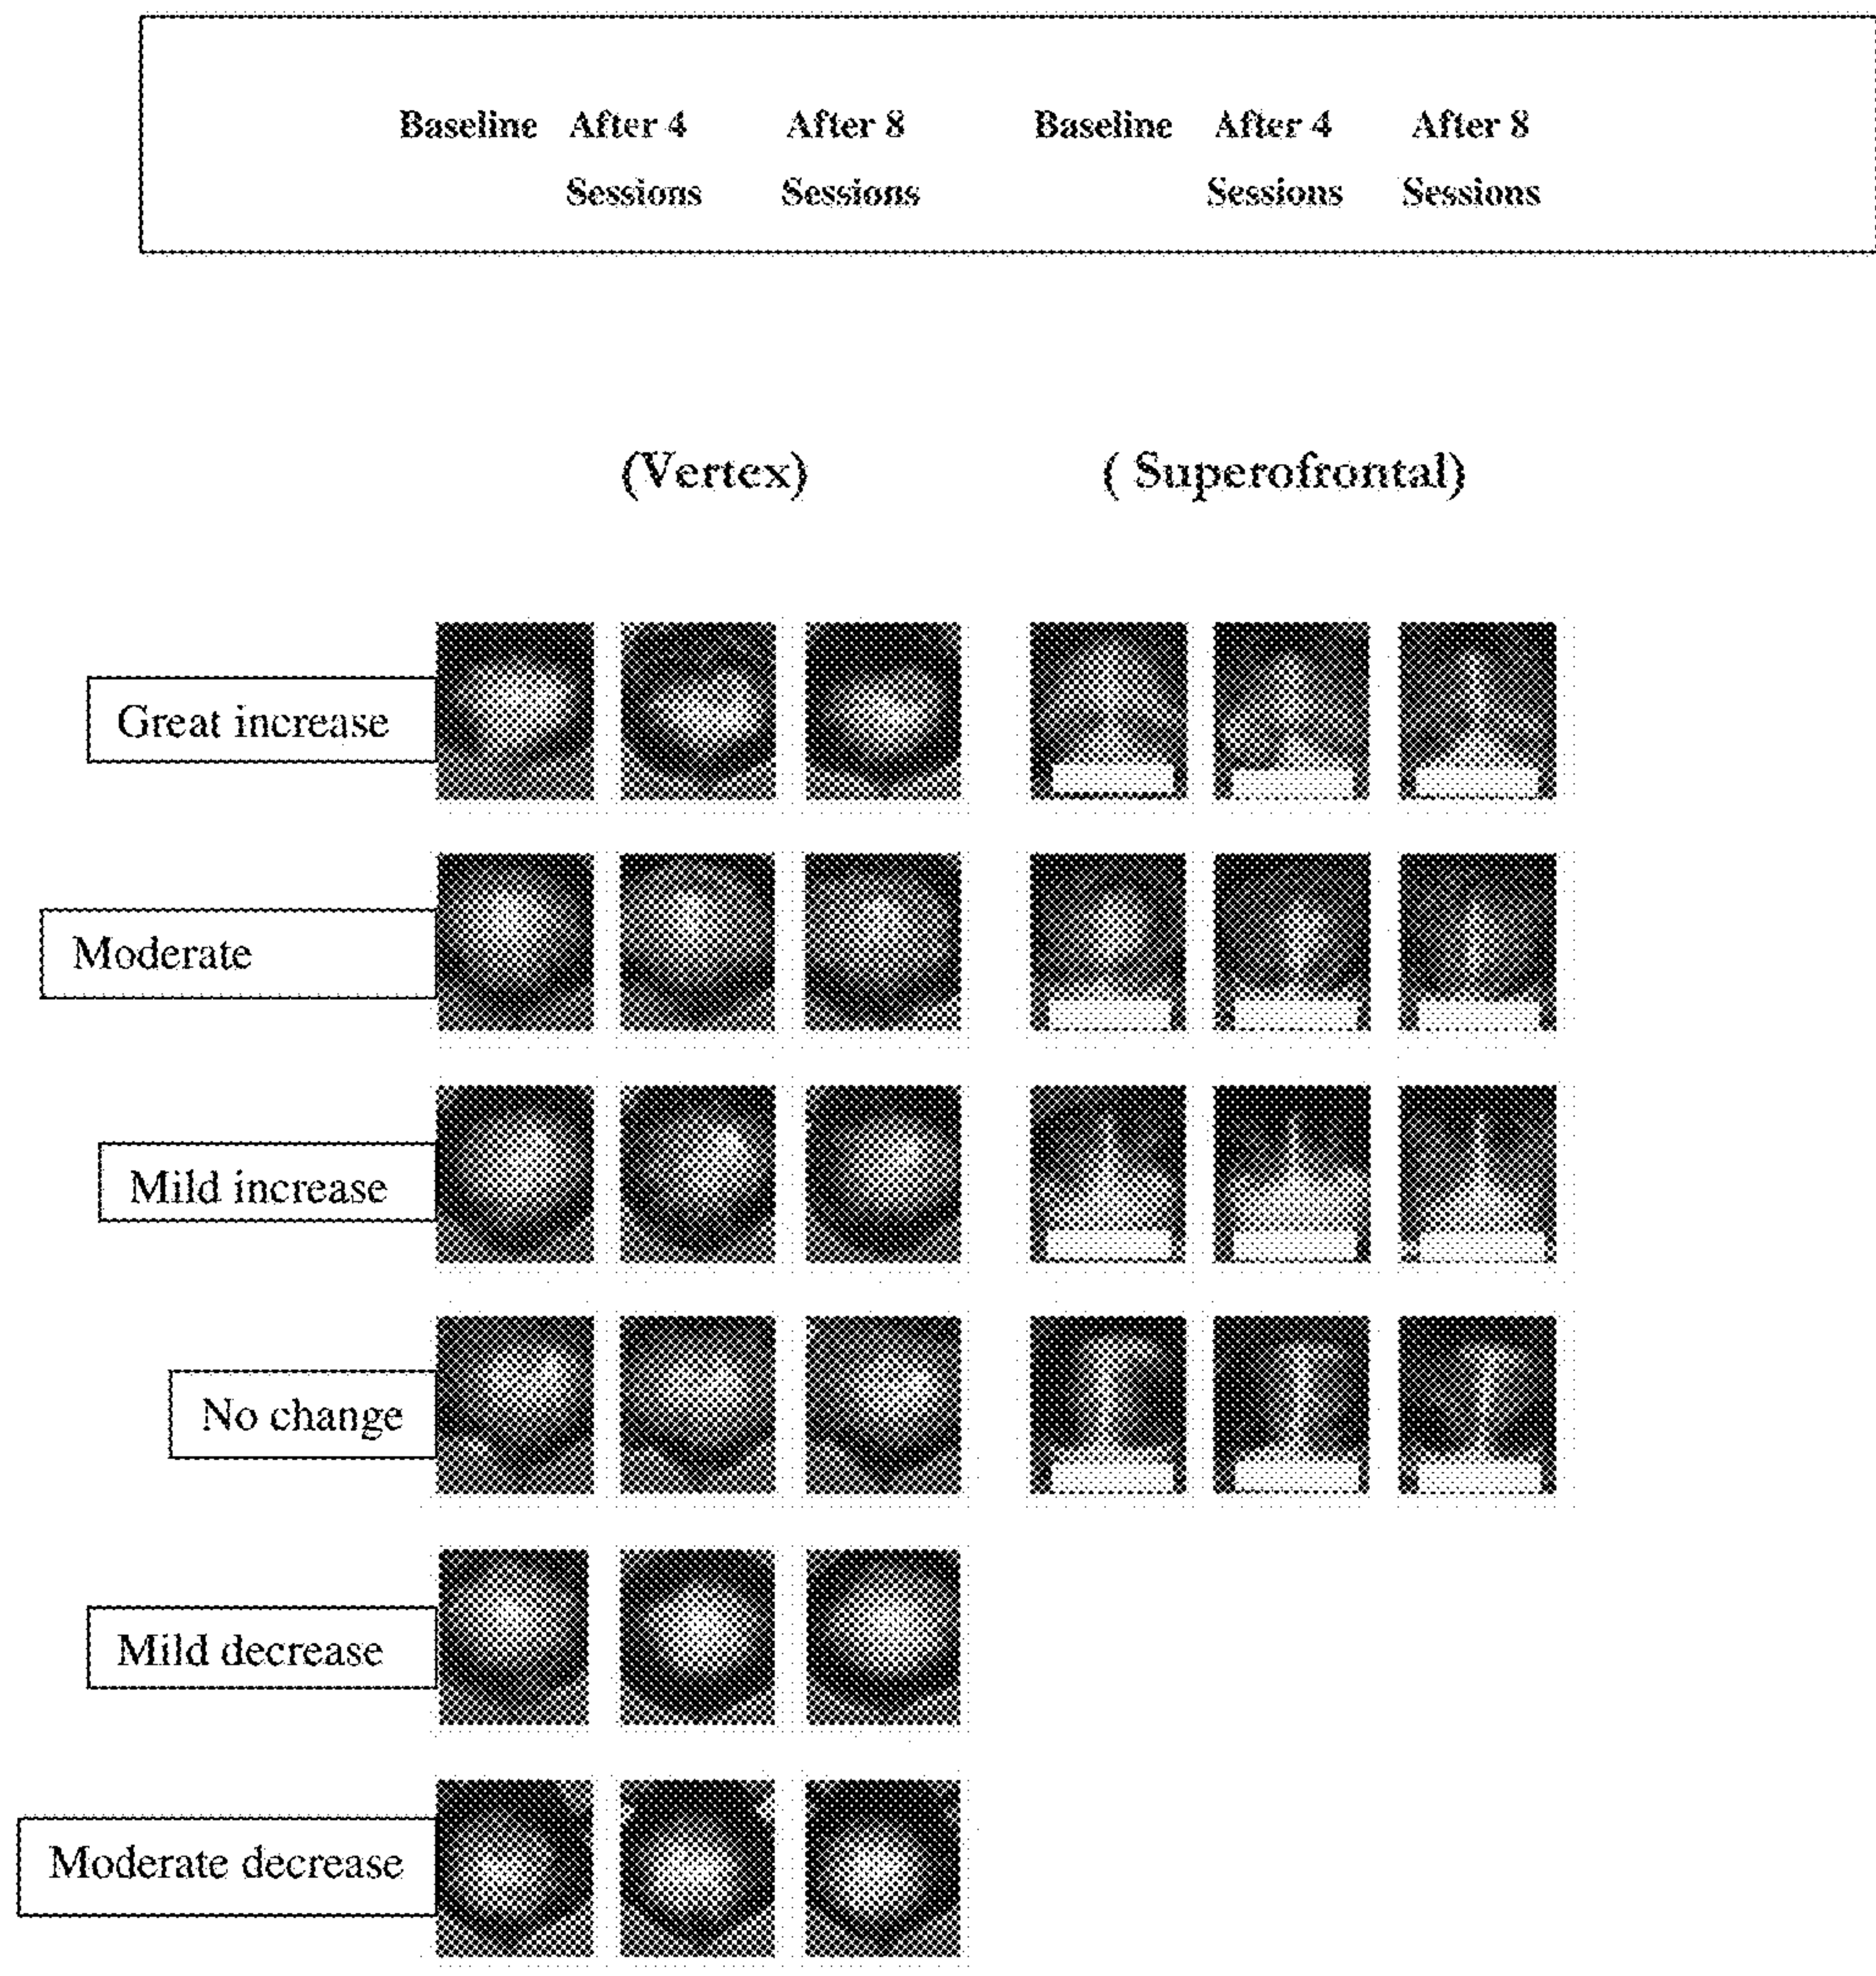 Baseline After 4 After 8 Baseline After 4 After 8
Sessions Sessions Sessions Sessions
(Vertex) ( Superofrontal)
Great increase
Moderate
Mild increase
No change
Mild decrease
Moderate decrease